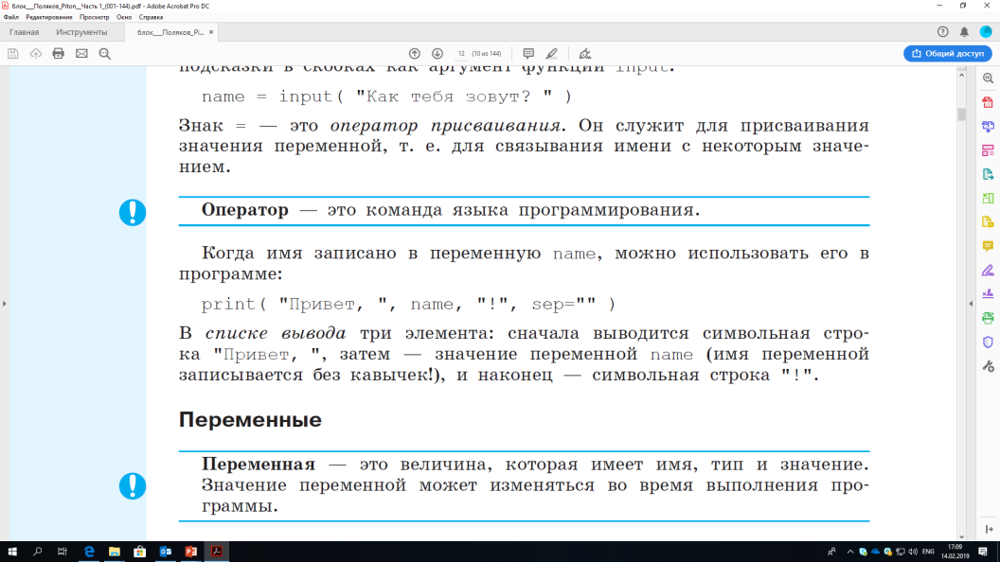 блок__Поляков_Piton__Часть 1_(001-144).pdf - Adobe Acrobat Pro DC
Файл Редактирование Просмотр Окно Справка
Главная Инструменты блок__Поляков_Pi... ×
12 (10 из 144) Общий доступ
подсказки в скобках как аргумент функции input:
name = input( "Как тебя зовут? " )
Знак = — это оператор присваивания. Он служит для присваивания
значения переменной, т. е. для связывания имени с некоторым значе-
нием.
Оператор — это команда языка программирования.
Когда имя записано в переменную name, можно использовать его в
программе:
print( "Привет, ", name, "!", sep="" )
В списке вывода три элемента: сначала выводится символьная стро-
ка "Привет, ", затем — значение переменной name (имя переменной
записывается без кавычек!), и наконец — символьная строка "!".
Переменные
Переменная — это величина, которая имеет имя, тип и значение.
Значение переменной может изменяться во время выполнения про-
граммы.
ENG 17:09
14.02.2019